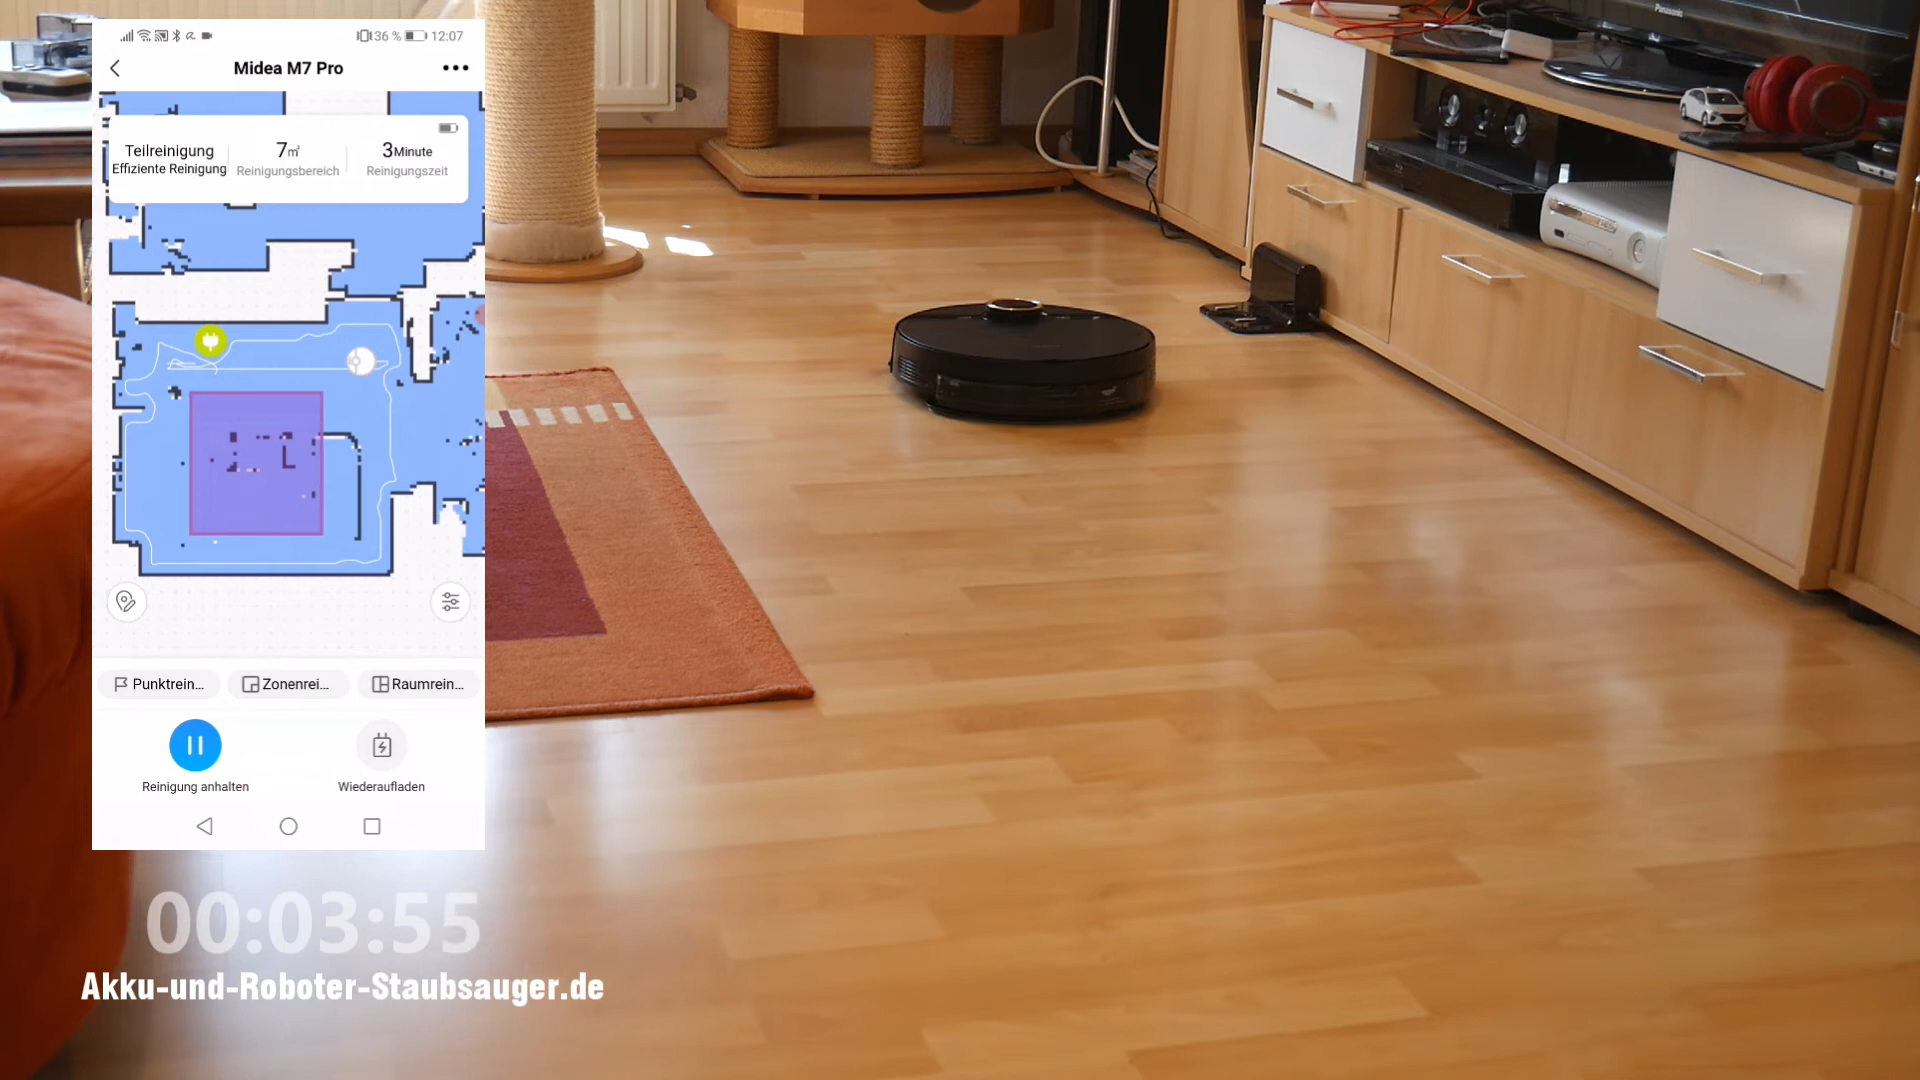 36 % 12:07
Midea M7 Pro
Teilreinigung 7㎡ 3Minute
Effiziente Reinigung Reinigungsbereich Reinigungszeit
Punktrein... Zonenrei... Raumrein...
Reinigung anhalten Wiederaufladen
00:03:55
Akku-und-Roboter-Staubsauger.de
Panasonic